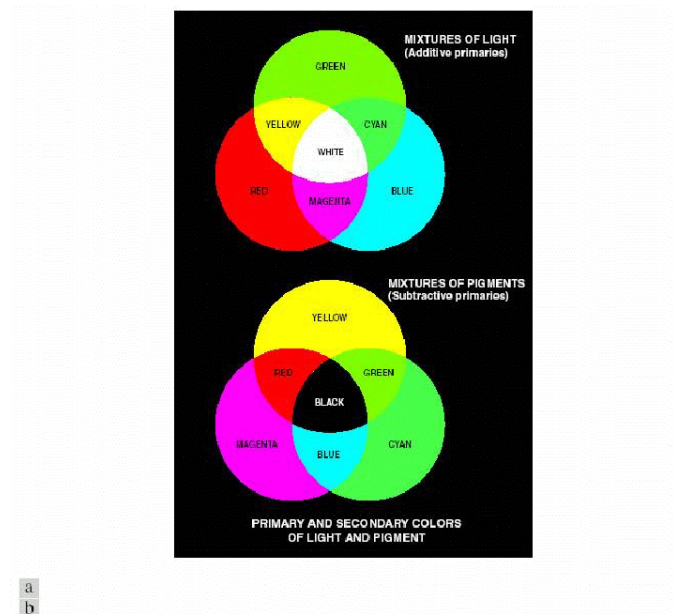 MIXTURES OF LIGHT
(Additive primaries)
GREEN
YELLOW
CYAN
WHITE
RED
BLUE
MAGENTA
MIXTURES OF PIGMENTS
(Subtractive primaries)
YELLOW
RED
GREEN
BLACK
MAGENTA
CYAN
BLUE
PRIMARY AND SECONDARY COLORS
OF LIGHT AND PIGMENT
a
b